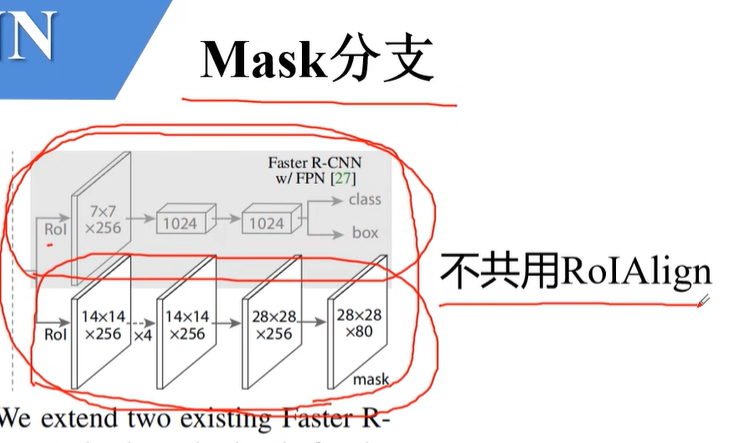 NN
Mask分支
Faster R-CNN
w/ FPN [27]
class
box
RoI
7×7
×256
1024
1024
不共用RoIAlign
RoI
14×14
×256
×4
14×14
×256
28×28
×256
28×28
×80
mask
We extend two existing Faster R-